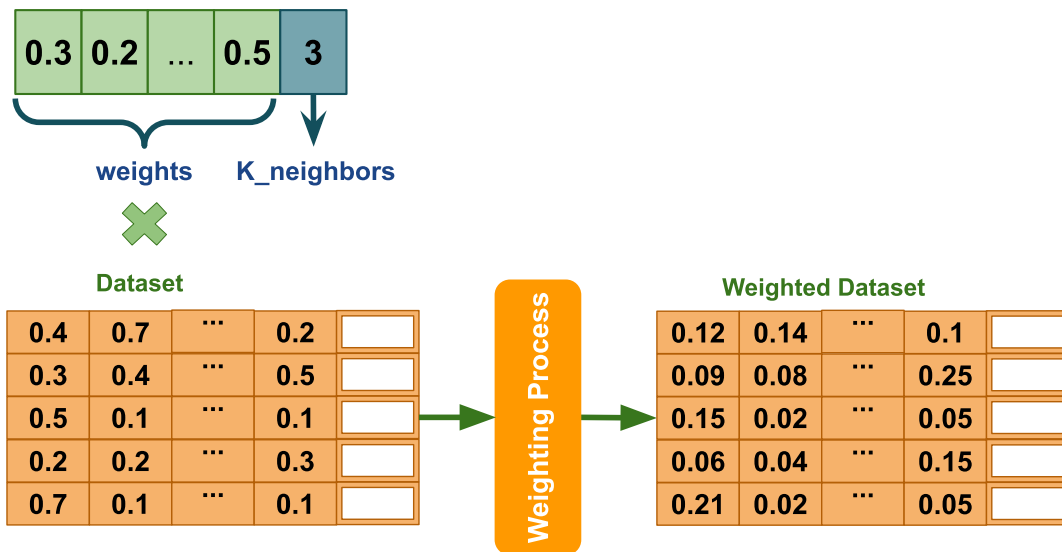 0.3 0.2 ... 0.5 3
weights K_neighbors
Dataset
0.4 0.7 ... 0.2
0.3 0.4 ... 0.5
0.5 0.1 ... 0.1
0.2 0.2 ... 0.3
0.7 0.1 ... 0.1
Weighting Process
Weighted Dataset
0.12 0.14 ... 0.1
0.09 0.08 ... 0.25
0.15 0.02 ... 0.05
0.06 0.04 ... 0.15
0.21 0.02 ... 0.05